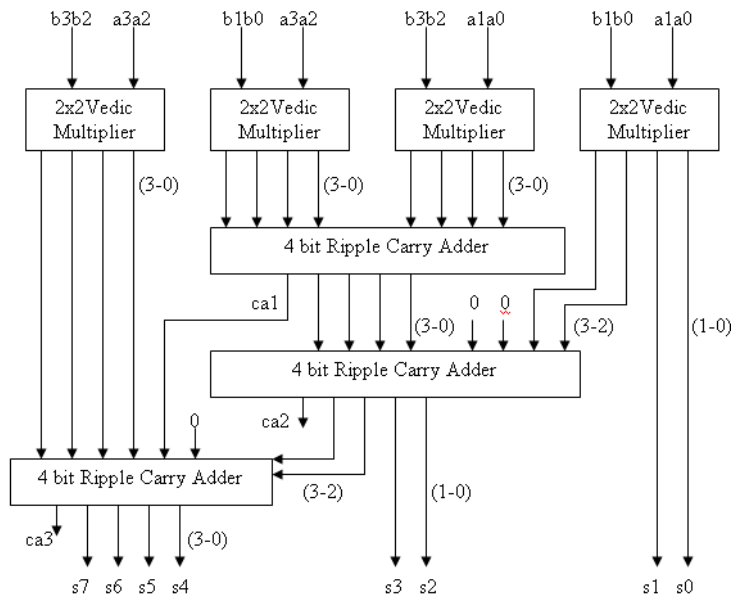 b3b2 a3a2 b1b0 a3a2 b3b2 a1a0 b1b0 a1a0
2x2Vedic Multiplier
2x2Vedic Multiplier
2x2Vedic Multiplier
2x2Vedic Multiplier
(3-0) (3-0) (3-0)
4 bit Ripple Carry Adder
ca1 0 0
(3-0) (3-2) (1-0)
4 bit Ripple Carry Adder
ca2
0
4 bit Ripple Carry Adder
(3-2) (1-0)
ca3 (3-0)
s7 s6 s5 s4 s3 s2 s1 s0